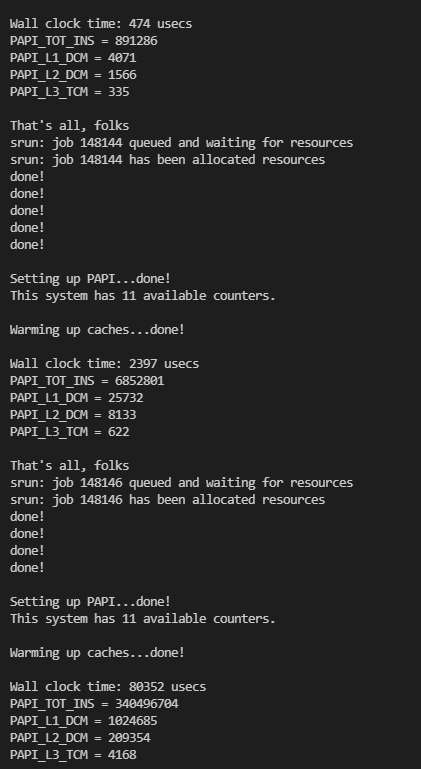 Wall clock time: 474 usecs
PAPI_TOT_INS = 891286
PAPI_L1_DCM = 4071
PAPI_L2_DCM = 1566
PAPI_L3_TCM = 335
That's all, folks
srun: job 148144 queued and waiting for resources
srun: job 148144 has been allocated resources
done!
done!
done!
done!
done!
Setting up PAPI...done!
This system has 11 available counters.
Warming up caches...done!
Wall clock time: 2397 usecs
PAPI_TOT_INS = 6852801
PAPI_L1_DCM = 25732
PAPI_L2_DCM = 8133
PAPI_L3_TCM = 622
That's all, folks
srun: job 148146 queued and waiting for resources
srun: job 148146 has been allocated resources
done!
done!
done!
done!
Setting up PAPI...done!
This system has 11 available counters.
Warming up caches...done!
Wall clock time: 80352 usecs
PAPI_TOT_INS = 340496704
PAPI_L1_DCM = 1024685
PAPI_L2_DCM = 209354
PAPI_L3_TCM = 4168